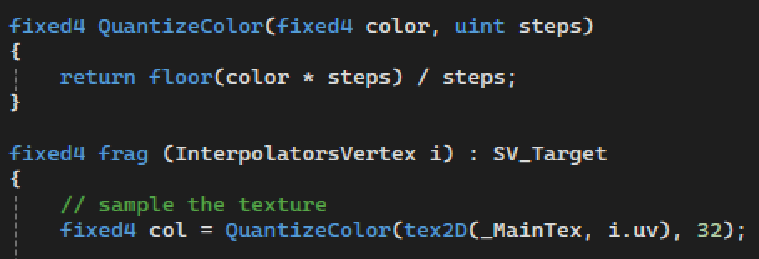 fixed4 QuantizeColor(fixed4 color, uint steps)
{
    return floor(color * steps) / steps;
}
fixed4 frag (InterpolatorsVertex i) : SV_Target
{
    // sample the texture
    fixed4 col = QuantizeColor(tex2D(_MainTex, i.uv), 32);